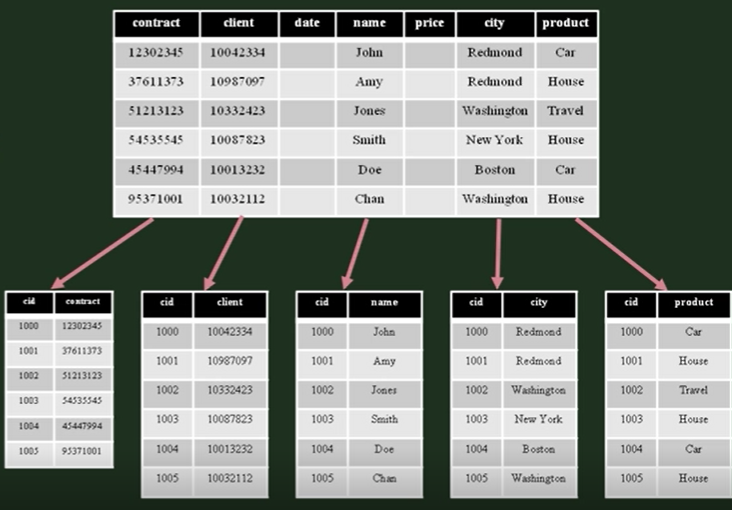 contract client date name price city product
12302345 10042334 John Redmond Car
37611373 10987097 Amy Redmond House
51213123 10332423 Jones Washington Travel
54535545 10087823 Smith New York House
45447994 10013232 Doe Boston Car
95371001 10032112 Chan Washington House
cid contract
1000 12302345
1001 37611373
1002 51213123
1003 54535545
1004 45447994
1005 95371001
cid client
1000 10042334
1001 10987097
1002 10332423
1003 10087823
1004 10013232
1005 10032112
cid name
1000 John
1001 Amy
1002 Jones
1003 Smith
1004 Doe
1005 Chan
cid city
1000 Redmond
1001 Redmond
1002 Washington
1003 New York
1004 Boston
1005 Washington
cid product
1000 Car
1001 House
1002 Travel
1003 House
1004 Car
1005 House